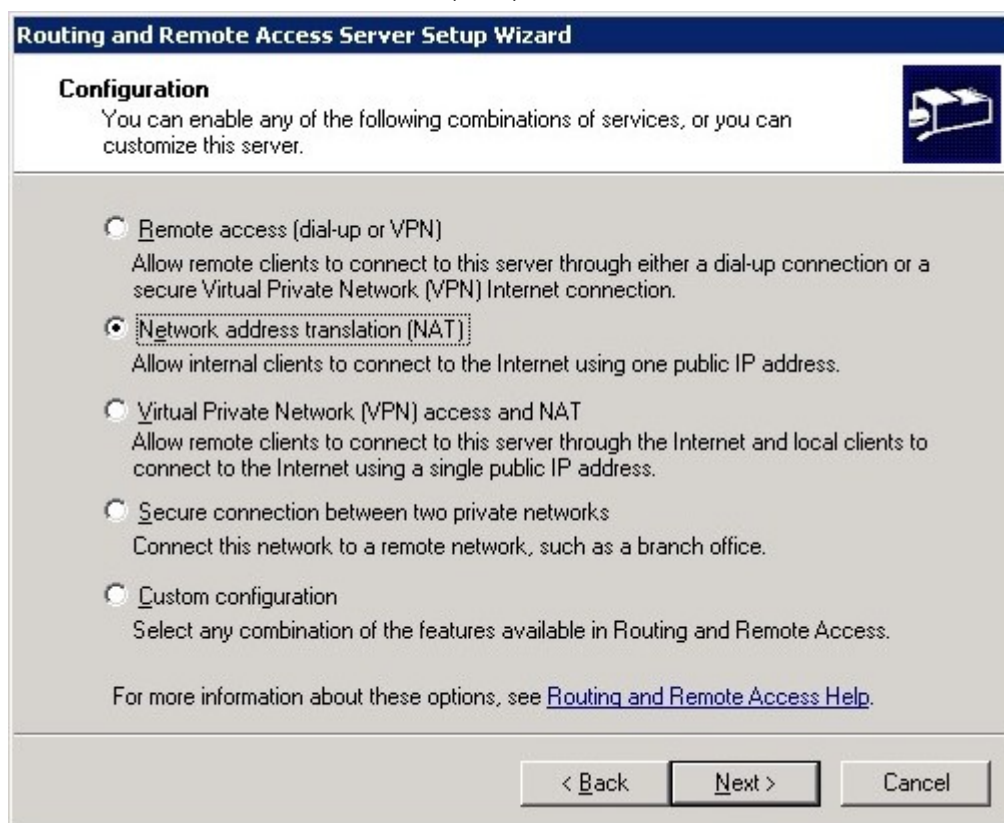 Routing and Remote Access Server Setup Wizard
Configuration
You can enable any of the following combinations of services, or you can
customize this server.
Remote access (dial-up or VPN)
Allow remote clients to connect to this server through either a dial-up connection or a
secure Virtual Private Network (VPN) Internet connection.
Network address translation (NAT)
Allow internal clients to connect to the Internet using one public IP address.
Virtual Private Network (VPN) access and NAT
Allow remote clients to connect to this server through the Internet and local clients to
connect to the Internet using a single public IP address.
Secure connection between two private networks
Connect this network to a remote network, such as a branch office.
Custom configuration
Select any combination of the features available in Routing and Remote Access.
For more information about these options, see Routing and Remote Access Help.
< Back Next > Cancel